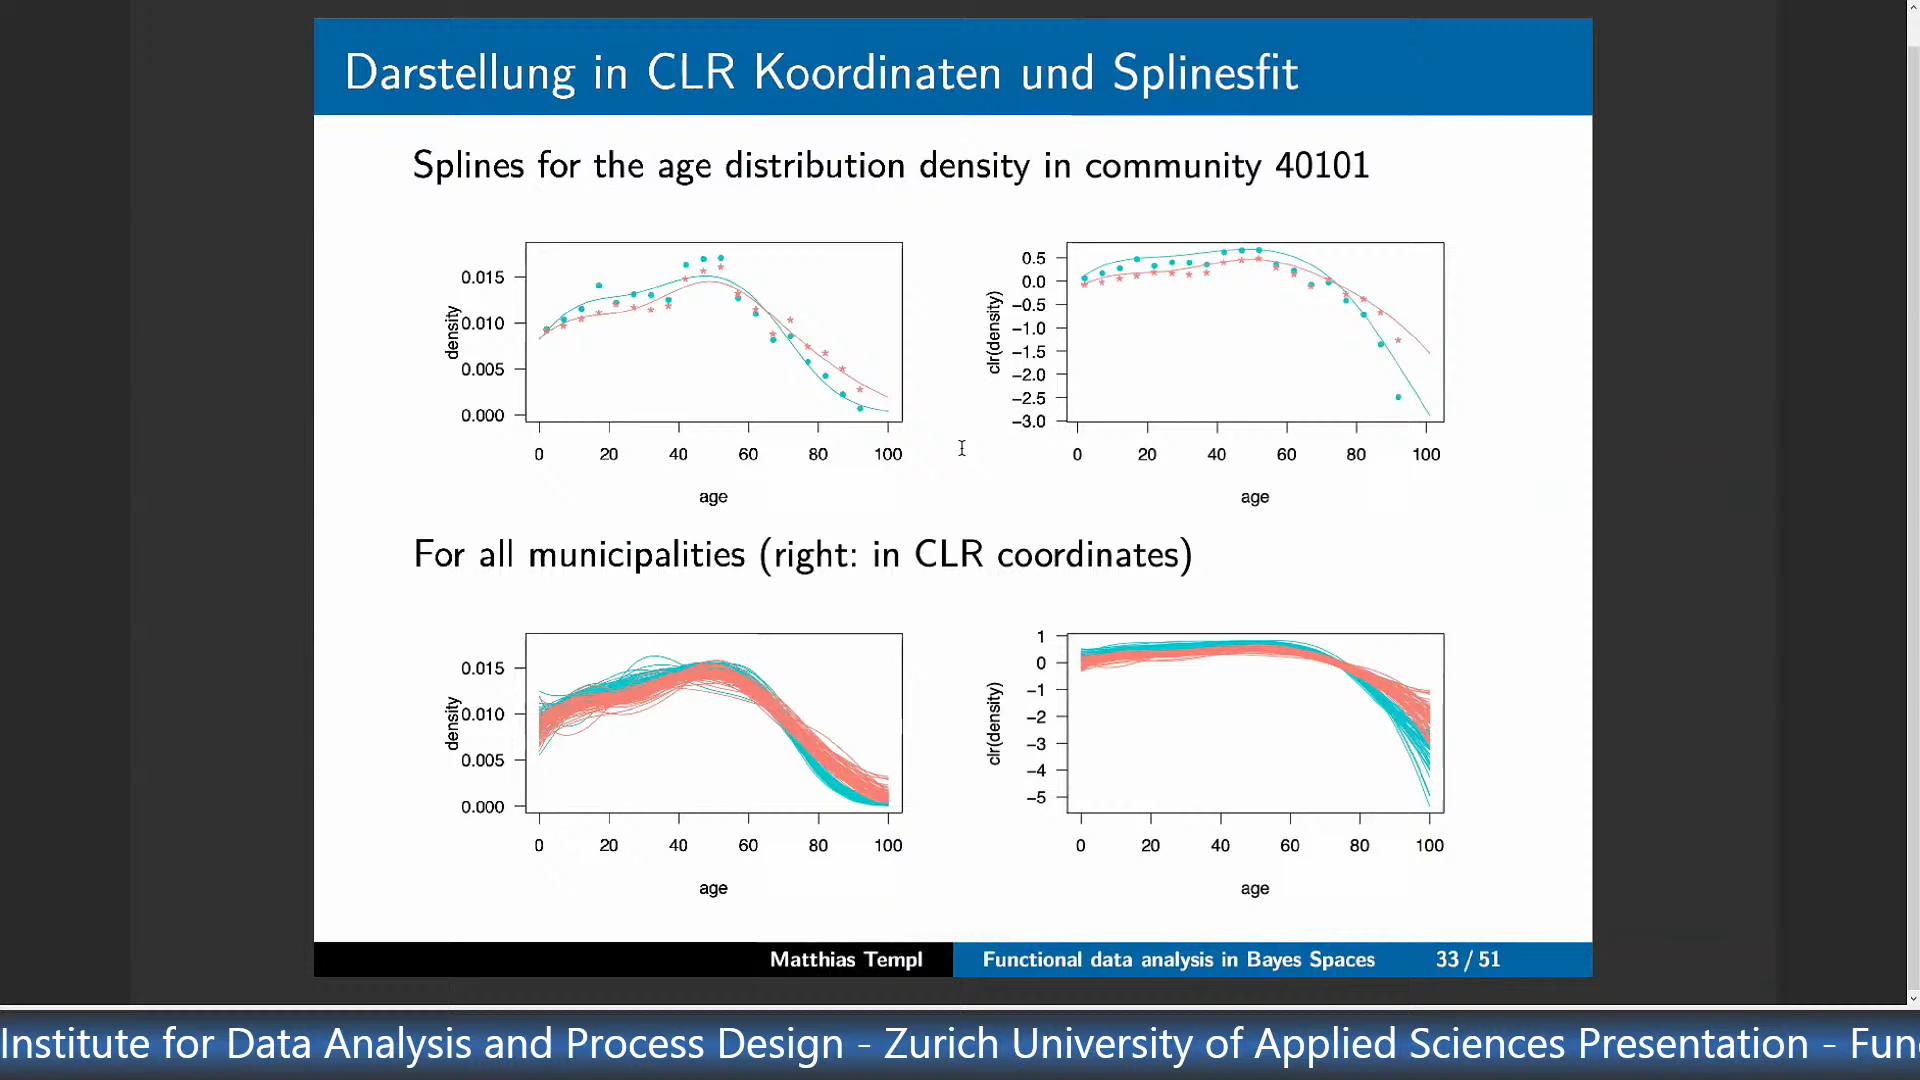 Darstellung in CLR Koordinaten und Splinesfit
Splines for the age distribution density in community 40101
density
0.015
0.010
0.005
0.000
0 20 40 60 80 100
age
clr(density)
0.5
0.0
−0.5
−1.0
−1.5
−2.0
−2.5
−3.0
0 20 40 60 80 100
age
For all municipalities (right: in CLR coordinates)
density
0.015
0.010
0.005
0.000
0 20 40 60 80 100
age
clr(density)
1
0
−1
−2
−3
−4
−5
0 20 40 60 80 100
age
Matthias Templ Functional data analysis in Bayes Spaces 33 / 51
Institute for Data Analysis and Process Design - Zurich University of Applied Sciences Presentation - Fun